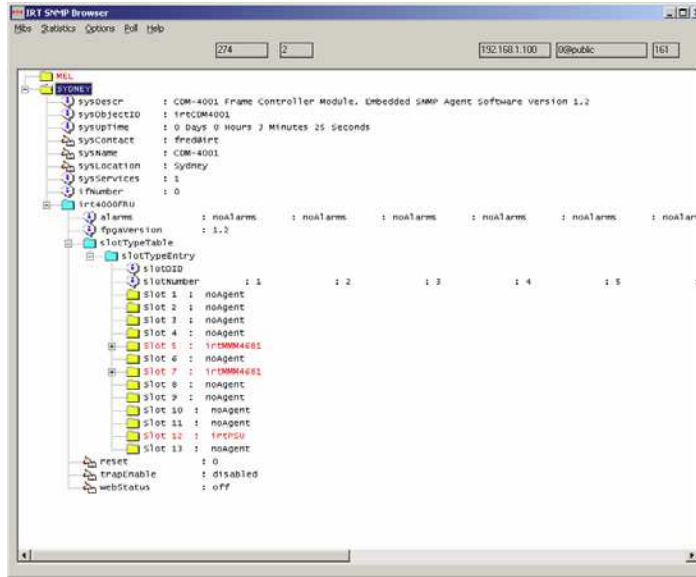 IRT SNMP Browser
Mibs Statistics Options Poll Help
274 2 192.168.1.100 0@public 161
MEL
SYDNEY
sysDescr : CDM-4001 Frame Controller Module. Embedded SNMP Agent Software Version 1.2
sysObjectID : irtCDM4001
sysUpTime : 0 Days 0 Hours 3 Minutes 25 Seconds
sysContact : fred@irt
sysName : CDM-4001
sysLocation : Sydney
sysServices : 1
ifNumber : 0
irt4000FRU
alarms : noAlarms : noAlarms : noAlarms : noAlarms : noAlarms : noAlar
fpgaVersion : 1.2
slotTypeTable
slotTypeEntry
slotOID
slotNumber : 1 : 2 : 3 : 4 : 5 :
Slot 1 : noAgent
Slot 2 : noAgent
Slot 3 : noAgent
Slot 4 : noAgent
Slot 5 : irtMMM4681
Slot 6 : noAgent
Slot 7 : irtMMM4681
Slot 8 : noAgent
Slot 9 : noAgent
Slot 10 : noAgent
Slot 11 : noAgent
Slot 12 : irtPSU
Slot 13 : noAgent
reset : 0
trapEnable : disabled
webStatus : off